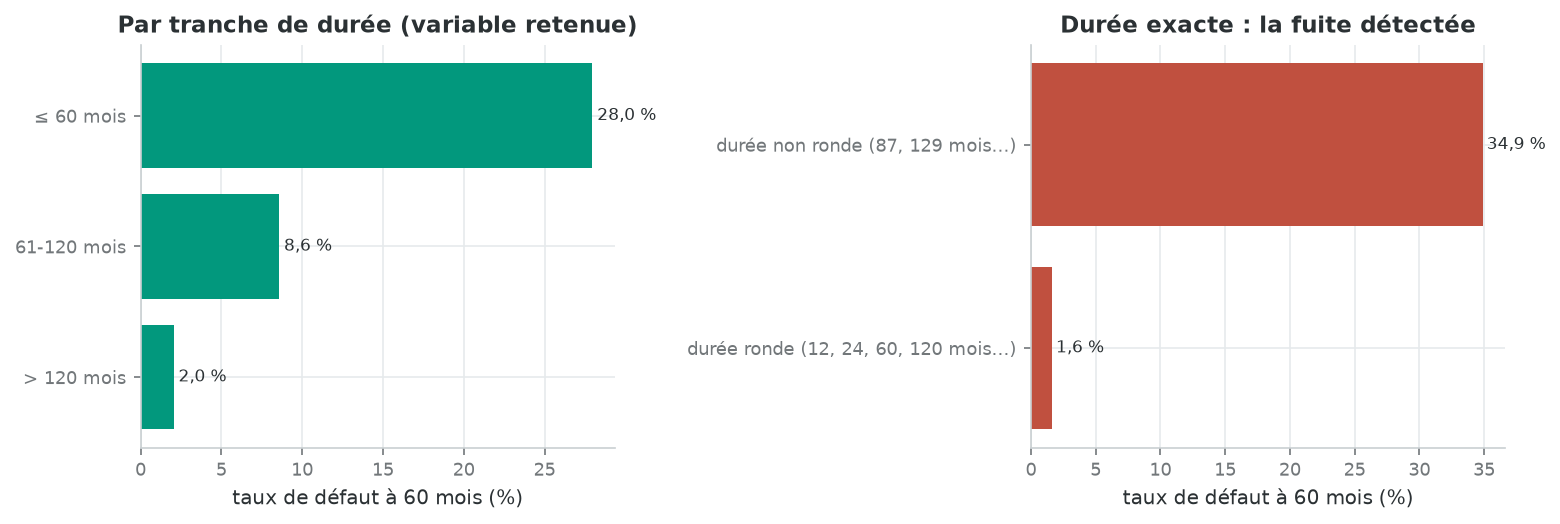 Par tranche de durée (variable retenue)
≤ 60 mois
28,0 %
61-120 mois
8,6 %
> 120 mois
2,0 %
0 5 10 15 20 25
taux de défaut à 60 mois (%)
Durée exacte : la fuite détectée
durée non ronde (87, 129 mois…)
34,9 %
durée ronde (12, 24, 60, 120 mois…)
1,6 %
0 5 10 15 20 25 30 35
taux de défaut à 60 mois (%)